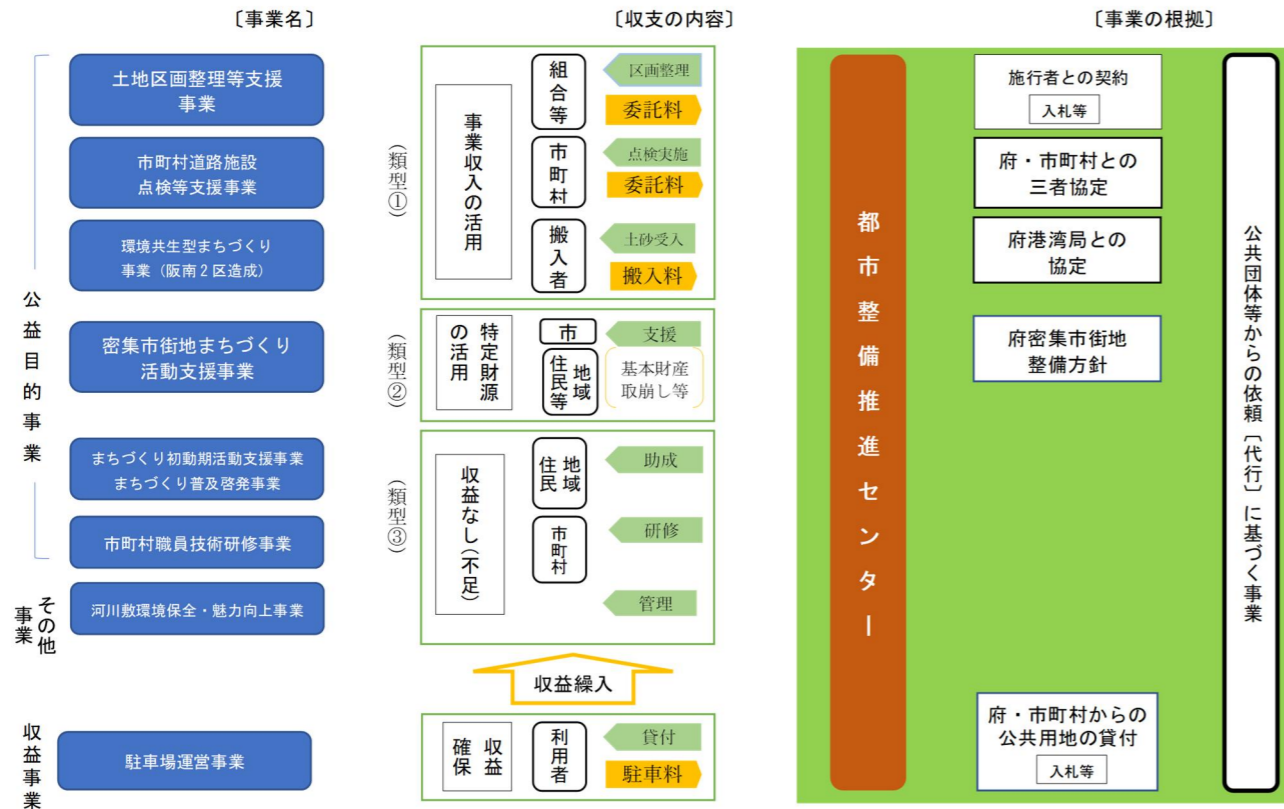 〔事業名〕
〔収支の内容〕
〔事業の根拠〕
公益目的事業
土地区画整理等支援
事業
市町村道路施設
点検等支援事業
環境共生型まちづくり
事業（阪南２区造成）
密集市街地まちづくり
活動支援事業
まちづくり初動期活動支援事業
まちづくり普及啓発事業
市町村職員技術研修事業
その他
事業
河川敷環境保全・魅力向上事業
収益事業
駐車場運営事業
（類型①）
事業収入の活用
組合等
区画整理
委託料
市町村
点検実施
委託料
搬入者
土砂受入
搬入料
（類型②）
特定財源
の活用
市
支援
地域
住民等
基本財産
取崩し等
（類型③）
収益なし（不足）
地域
住民
助成
市町村
研修
管理
収益繰入
収益
確保
利用者
貸付
駐車料
都市整備推進センター
施行者との契約
入札等
府・市町村との
三者協定
府港湾局との
協定
府密集市街地
整備方針
府・市町村からの
公共用地の貸付
入札等
公共団体等からの依頼〔代行〕に基づく事業